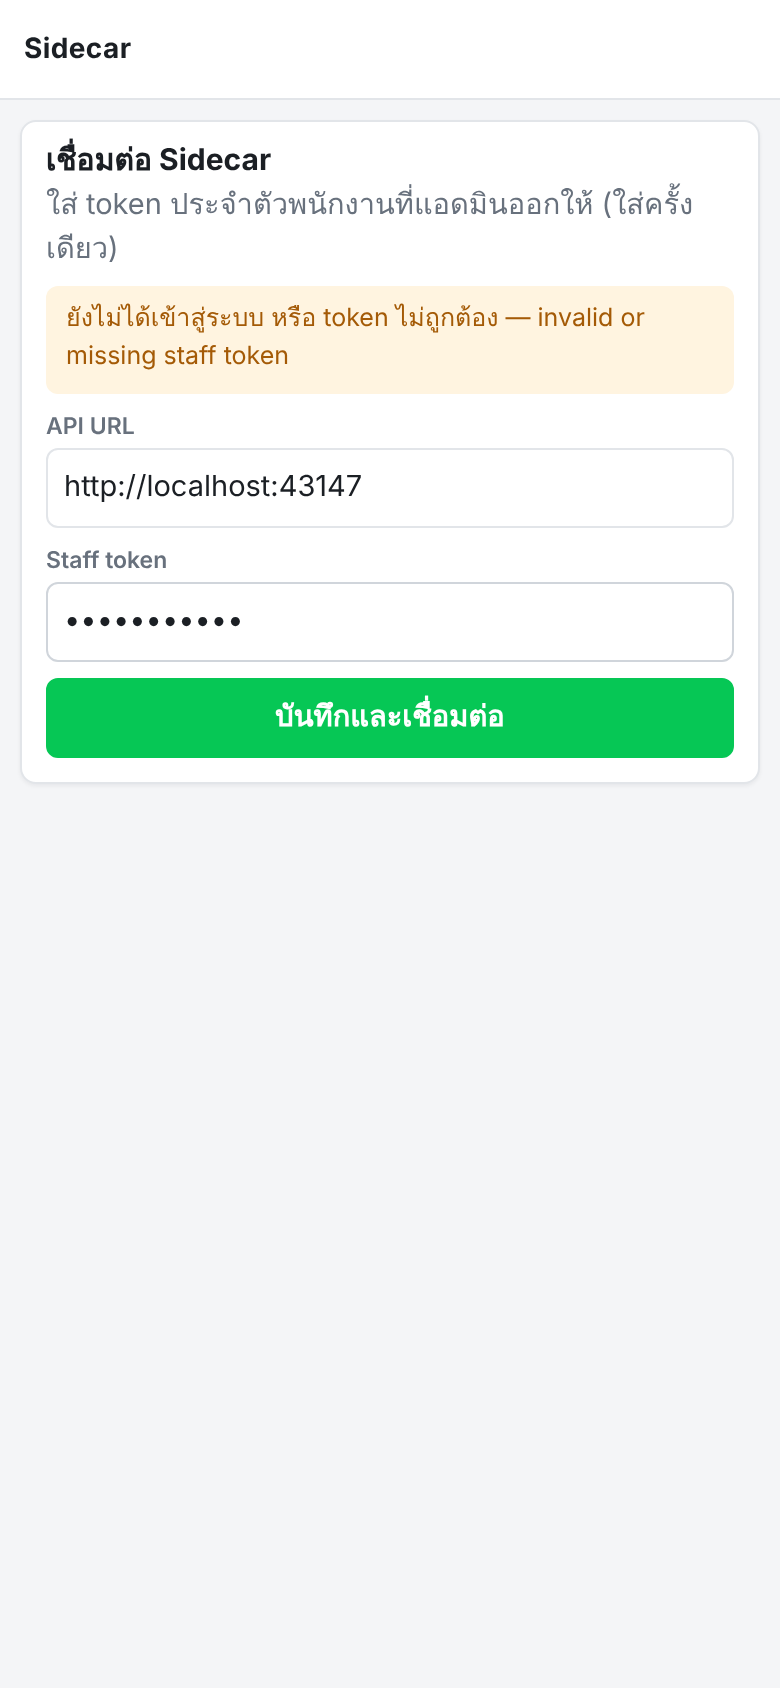 Sidecar
เชื่อมต่อ Sidecar
ใส่ token ประจำตัวพนักงานที่แอดมินออกให้ (ใส่ครั้ง
เดียว)
ยังไม่ได้เข้าสู่ระบบ หรือ token ไม่ถูกต้อง — invalid or
missing staff token
API URL
http://localhost:43147
Staff token
•••••••••••
บันทึกและเชื่อมต่อ